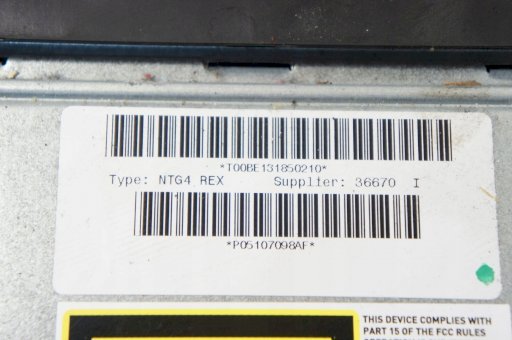 *T00BE131850210*
Type: NTG4 REX Supplier: 36670 I
*P05107098AF*
THIS DEVICE COMPLIES WITH
PART 15 OF THE FCC RULES